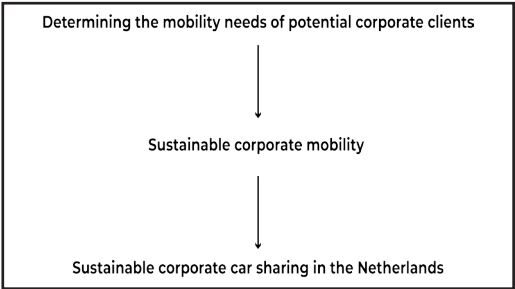 Determining the mobility needs of potential corporate clients
Sustainable corporate mobility
Sustainable corporate car sharing in the Netherlands